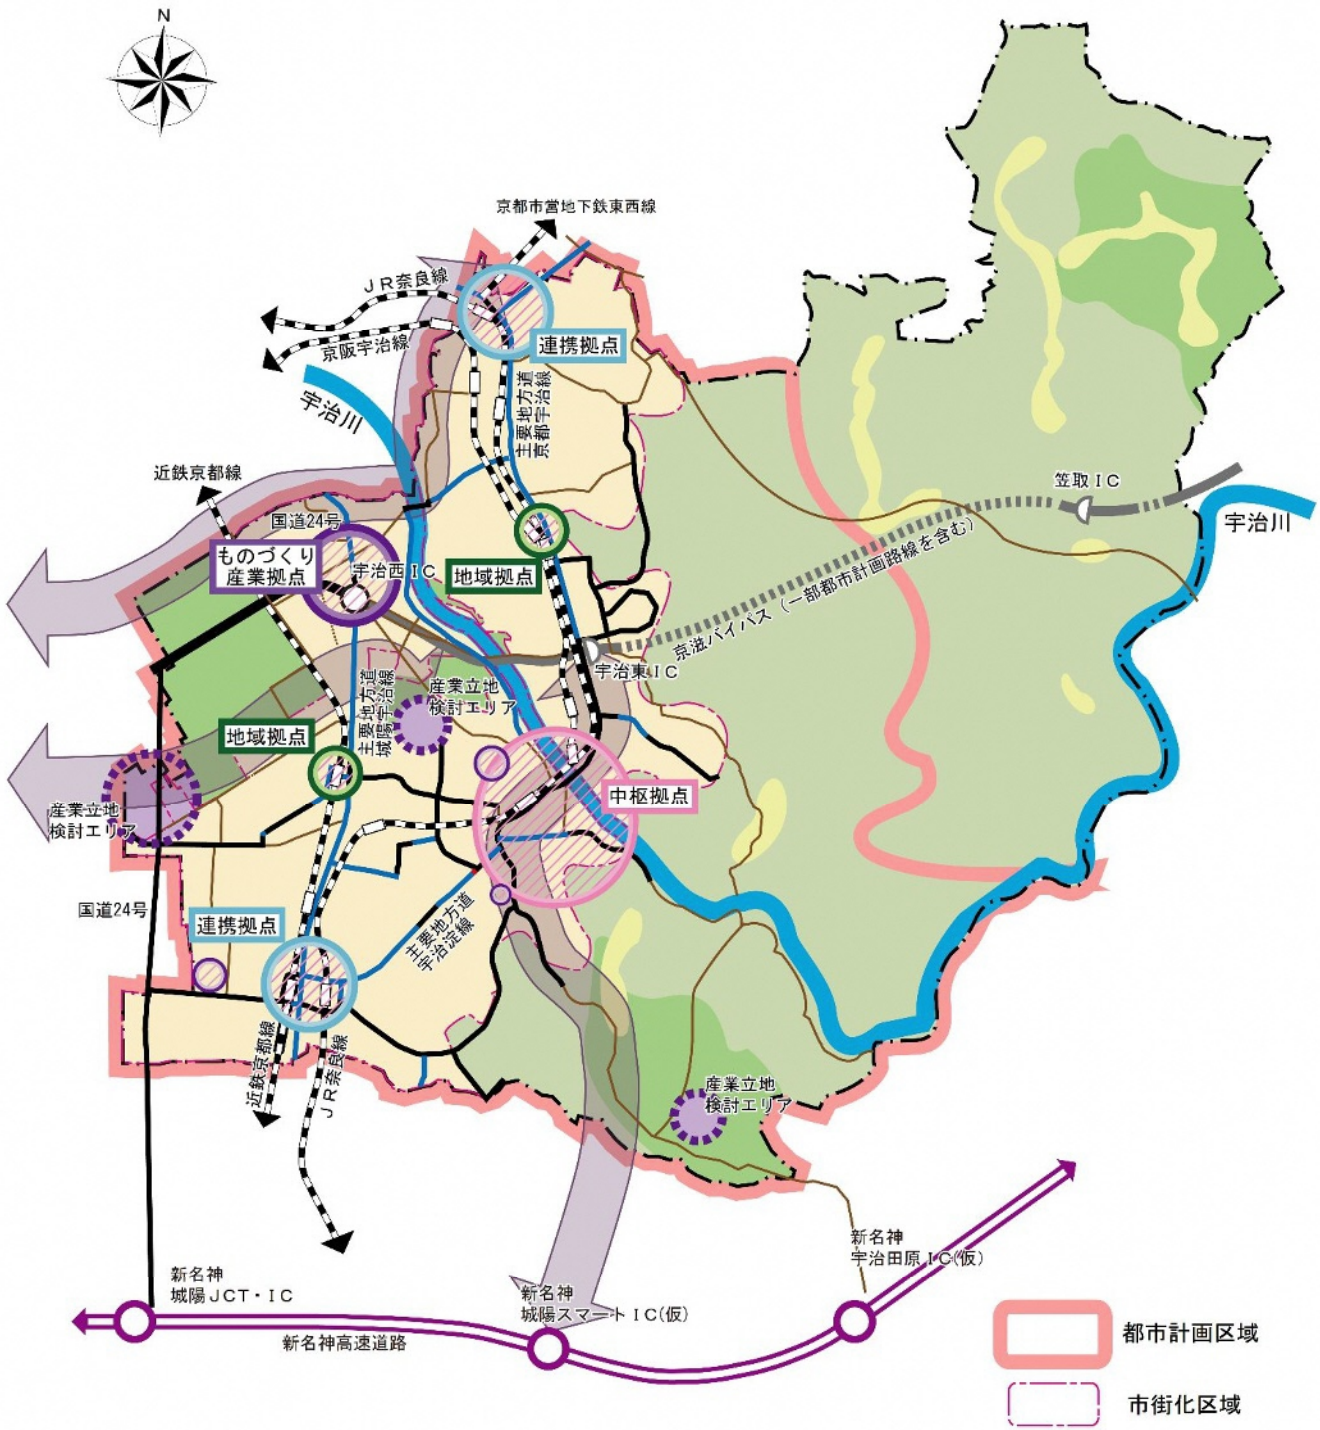 N
京都市営地下鉄東西線
ＪＲ奈良線
京阪宇治線
連携拠点
宇治川
主要地方道
京都宇治線
近鉄京都線
国道24号
笠取ＩＣ
宇治川
ものづくり
産業拠点
宇治西ＩＣ
地域拠点
京滋バイパス（一部都市計画路線を含む）
宇治東ＩＣ
主要地方道
城陽宇治線
産業立地
検討エリア
地域拠点
中枢拠点
産業立地
検討エリア
国道24号
連携拠点
主要地方道
宇治淀線
近鉄京都線
ＪＲ奈良線
産業立地
検討エリア
新名神
宇治田原ＩＣ(仮)
新名神
城陽ＪＣＴ・ＩＣ
新名神
城陽スマートＩＣ(仮)
新名神高速道路
都市計画区域
市街化区域